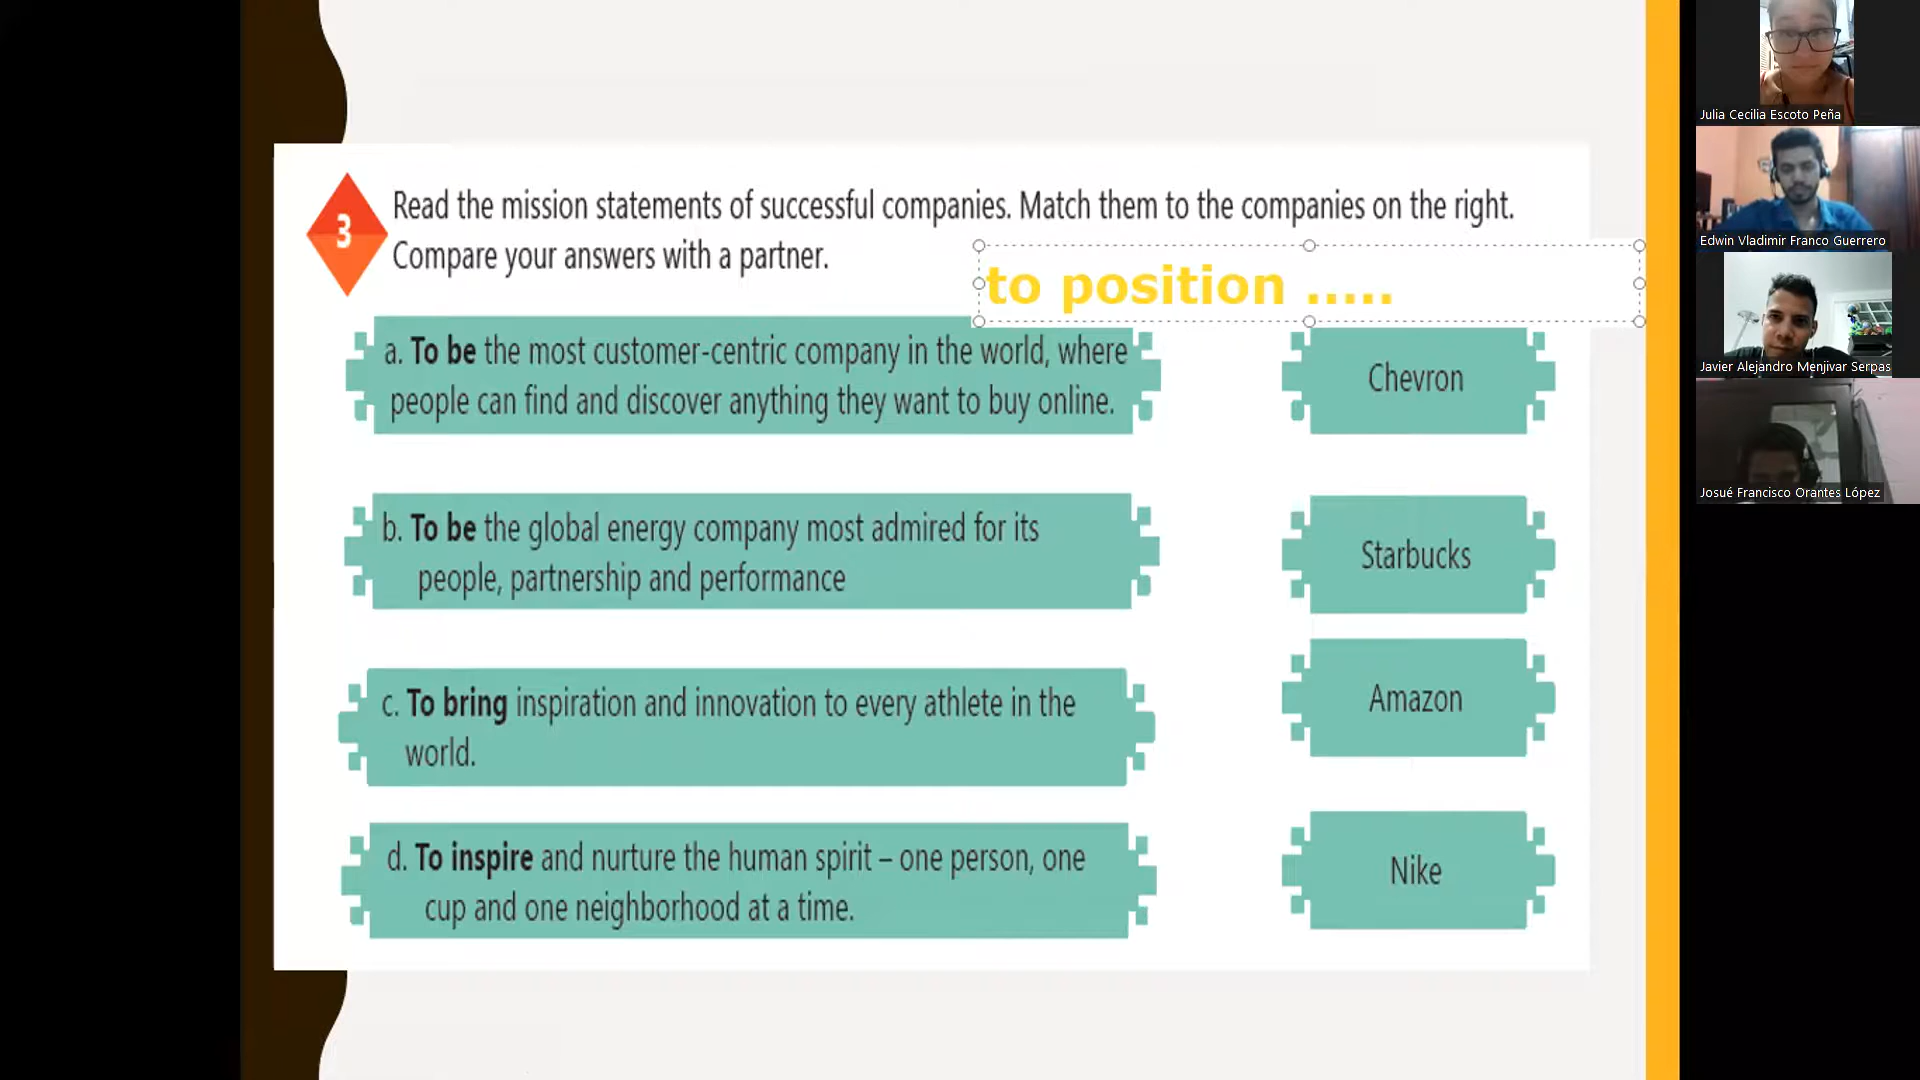 3
Read the mission statements of successful companies. Match them to the companies on the right.
Compare your answers with a partner.
to position .....
a. To be the most customer-centric company in the world, where
people can find and discover anything they want to buy online.
Chevron
b. To be the global energy company most admired for its
people, partnership and performance
Starbucks
c. To bring inspiration and innovation to every athlete in the
world.
Amazon
d. To inspire and nurture the human spirit – one person, one
cup and one neighborhood at a time.
Nike
Julia Cecilia Escoto Peña
Edwin Vladimir Franco Guerrero
Javier Alejandro Menjivar Serpas
Josué Francisco Orantes López